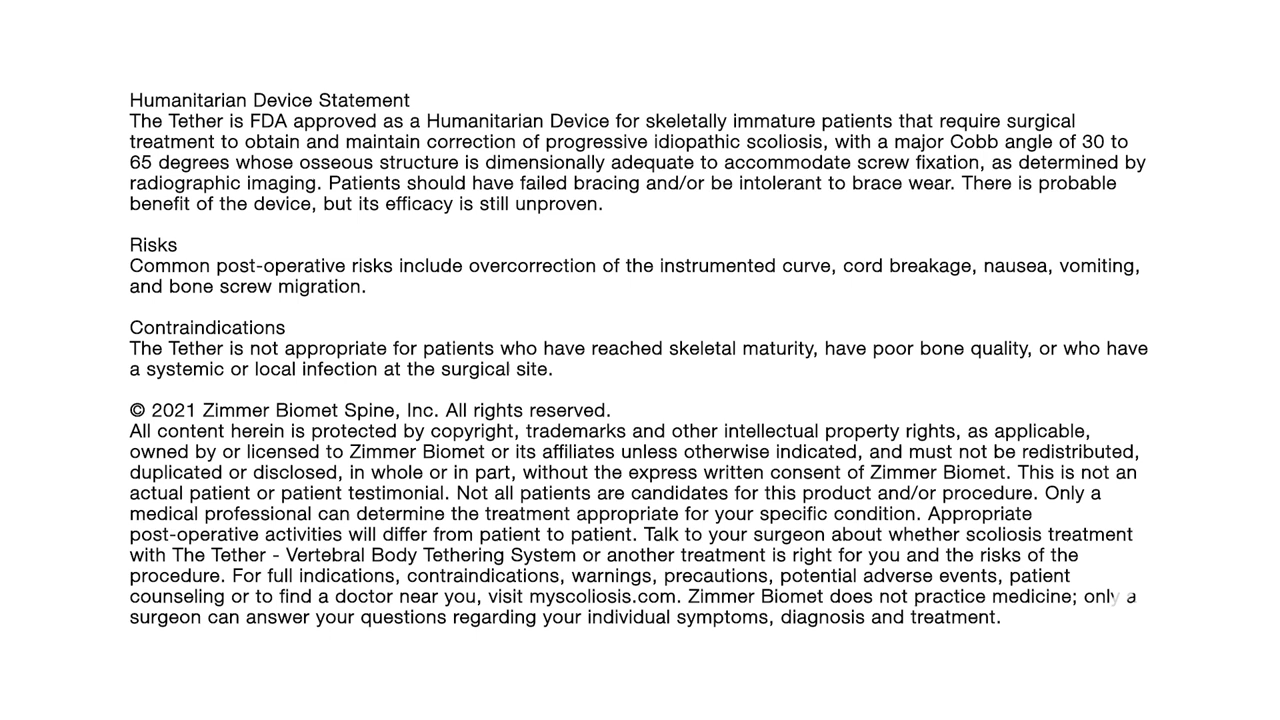 Humanitarian Device Statement
The Tether is FDA approved as a Humanitarian Device for skeletally immature patients that require surgical
treatment to obtain and maintain correction of progressive idiopathic scoliosis, with a major Cobb angle of 30 to
65 degrees whose osseous structure is dimensionally adequate to accommodate screw fixation, as determined by
radiographic imaging. Patients should have failed bracing and/or be intolerant to brace wear. There is probable
benefit of the device, but its efficacy is still unproven.
Risks
Common post-operative risks include overcorrection of the instrumented curve, cord breakage, nausea, vomiting,
and bone screw migration.
Contraindications
The Tether is not appropriate for patients who have reached skeletal maturity, have poor bone quality, or who have
a systemic or local infection at the surgical site.
© 2021 Zimmer Biomet Spine, Inc. All rights reserved.
All content herein is protected by copyright, trademarks and other intellectual property rights, as applicable,
owned by or licensed to Zimmer Biomet or its affiliates unless otherwise indicated, and must not be redistributed,
duplicated or disclosed, in whole or in part, without the express written consent of Zimmer Biomet. This is not an
actual patient or patient testimonial. Not all patients are candidates for this product and/or procedure. Only a
medical professional can determine the treatment appropriate for your specific condition. Appropriate
post-operative activities will differ from patient to patient. Talk to your surgeon about whether scoliosis treatment
with The Tether - Vertebral Body Tethering System or another treatment is right for you and the risks of the
procedure. For full indications, contraindications, warnings, precautions, potential adverse events, patient
counseling or to find a doctor near you, visit myscoliosis.com. Zimmer Biomet does not practice medicine; only a
surgeon can answer your questions regarding your individual symptoms, diagnosis and treatment.